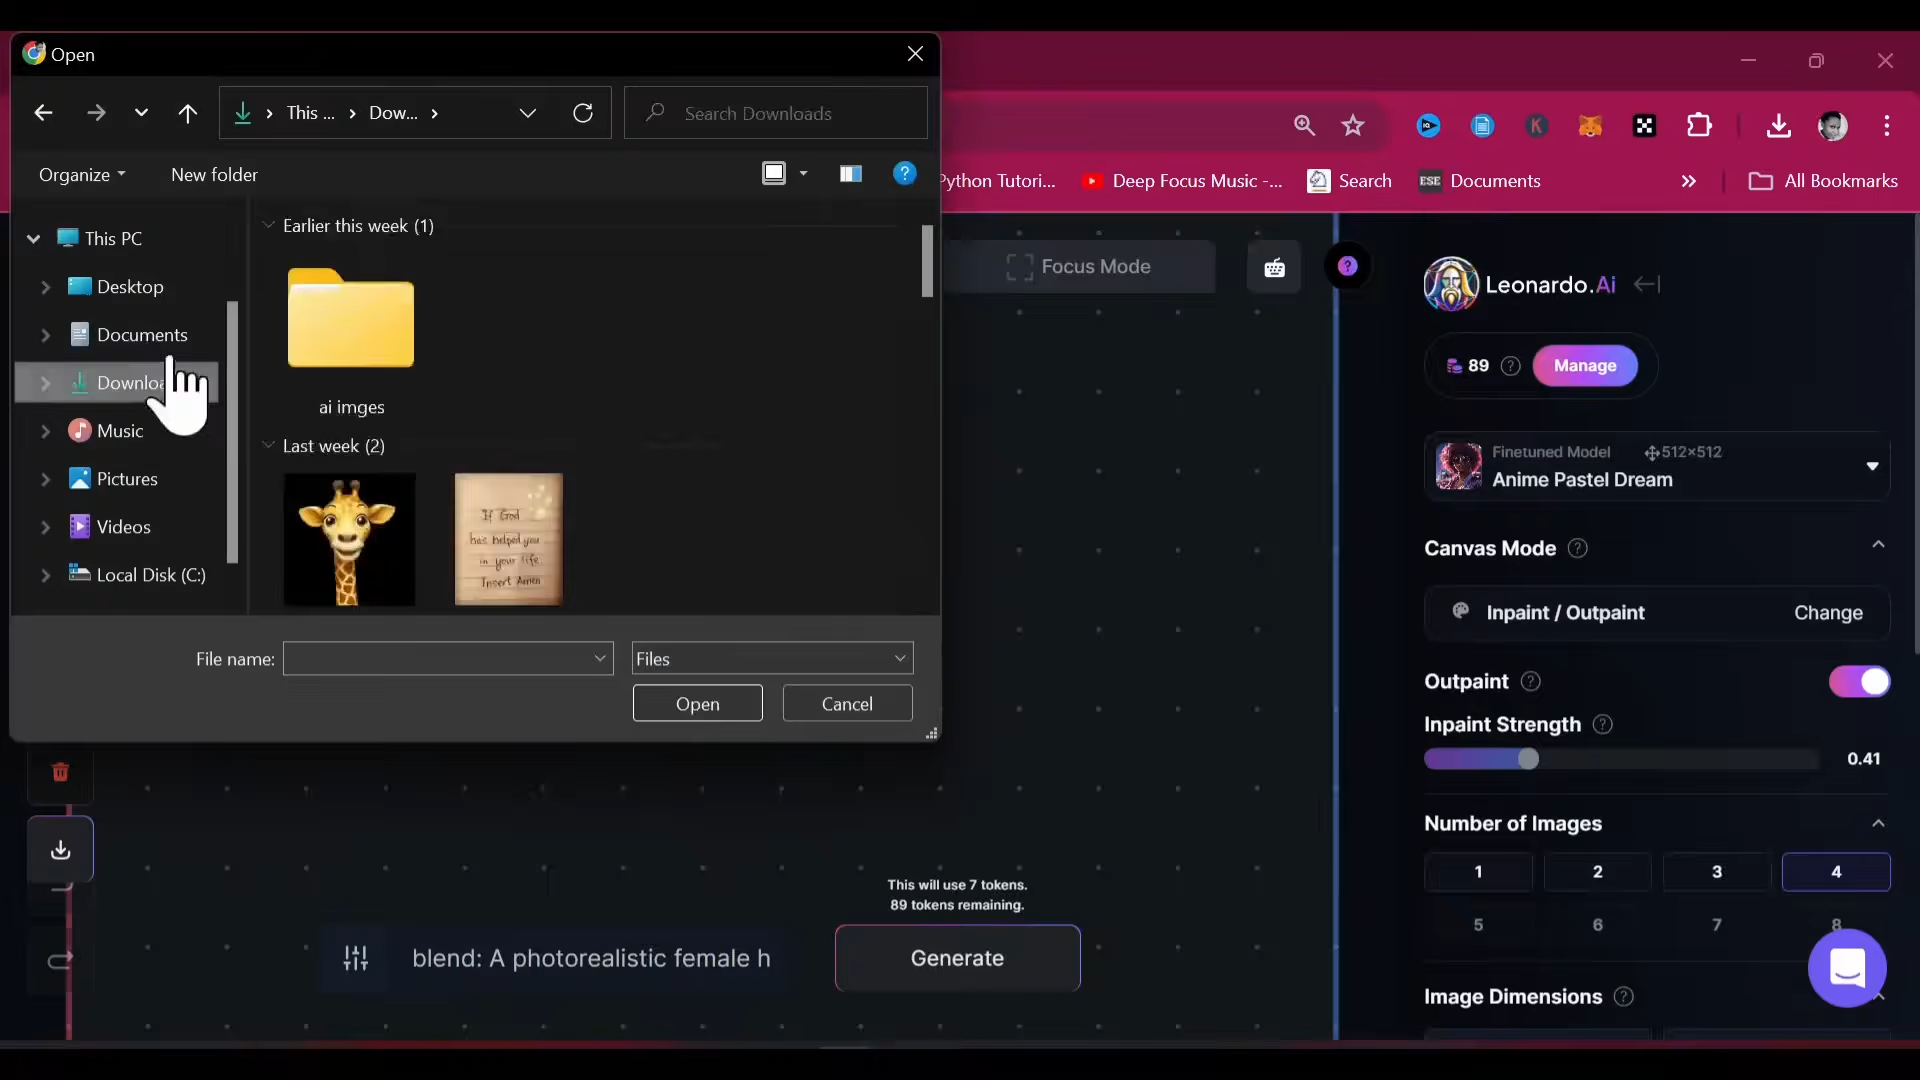 Open
This ...
Dow...
Search Downloads
Organize
New folder
Python Tutori...
Deep Focus Music -...
Search
ESE
Documents
All Bookmarks
This PC
Desktop
Documents
Music
Pictures
Videos
Local Disk (C:)
Earlier this week (1)
ai imges
Last week (2)
If God
has helped you
in your life
Insert Amen
File name:
Files
Open
Cancel
Focus Mode
Leonardo.Ai
89
Manage
Finetuned Model
512×512
Anime Pastel Dream
Canvas Mode
Inpaint / Outpaint
Change
Outpaint
Inpaint Strength
0.41
Number of Images
1
2
3
4
5
6
7
8
Image Dimensions
This will use 7 tokens.
89 tokens remaining.
blend: A photorealistic female h
Generate